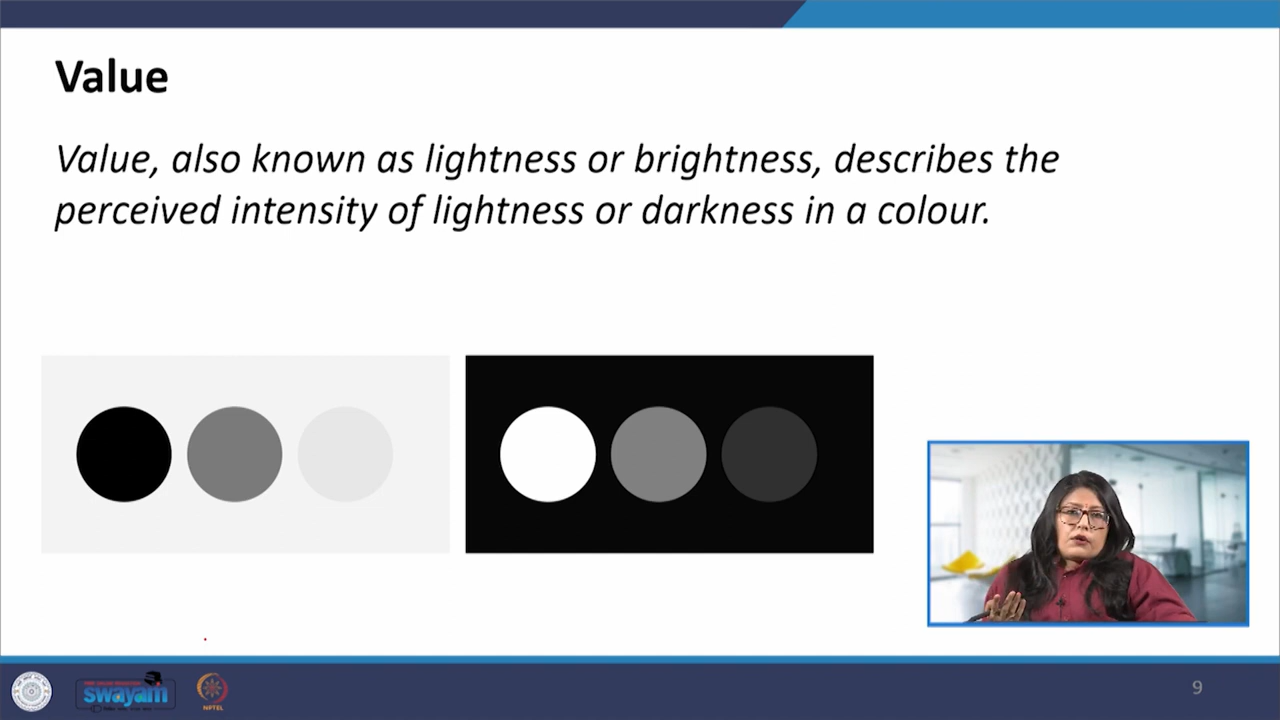 Value
Value, also known as lightness or brightness, describes the
perceived intensity of lightness or darkness in a colour.
swayam
NPTEL
9